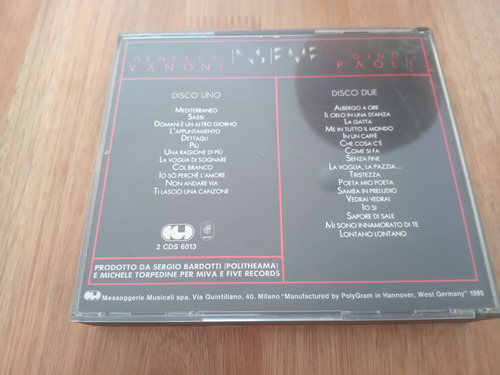 ORNELLA
VANONI
INSIEME
GINO
PAOLI
DISCO UNO
MEDITERRANEO
SASSI
DOMANI È UN ALTRO GIORNO
L'APPUNTAMENTO
DETTAGLI
PIÙ
UNA RAGIONE DI PIÙ
LA VOGLIA DI SOGNARE
COL BRANCO
IO SÒ PERCHÈ L'AMORE
NON ANDARE VIA
TI LASCIO UNA CANZONE
2 CDS 6013
DISCO DUE
ALBERGO A ORE
IL CIELO IN UNA STANZA
LA GATTA
ME IN TUTTO IL MONDO
IN UN CAFFÈ
CHE COSA C'È
COME SI FA
SENZA FINE
LA VOGLIA, LA PAZZIA...
TRISTEZZA
POETA MIO POETA
SAMBA IN PRELUDIO
VEDRAI VEDRAI
IO SI
SAPORE DI SALE
MI SONO INNAMORATO DI TE
LONTANO LONTANO
PRODOTTO DA SERGIO BARDOTTI (POLITHEAMA)
E MICHELE TORPEDINE PER MIVA E FIVE RECORDS
Messaggerie Musicali spa, Via Quintiliano, 40, Milano "Manufactured by PolyGram in Hannover, West Germany" 1985